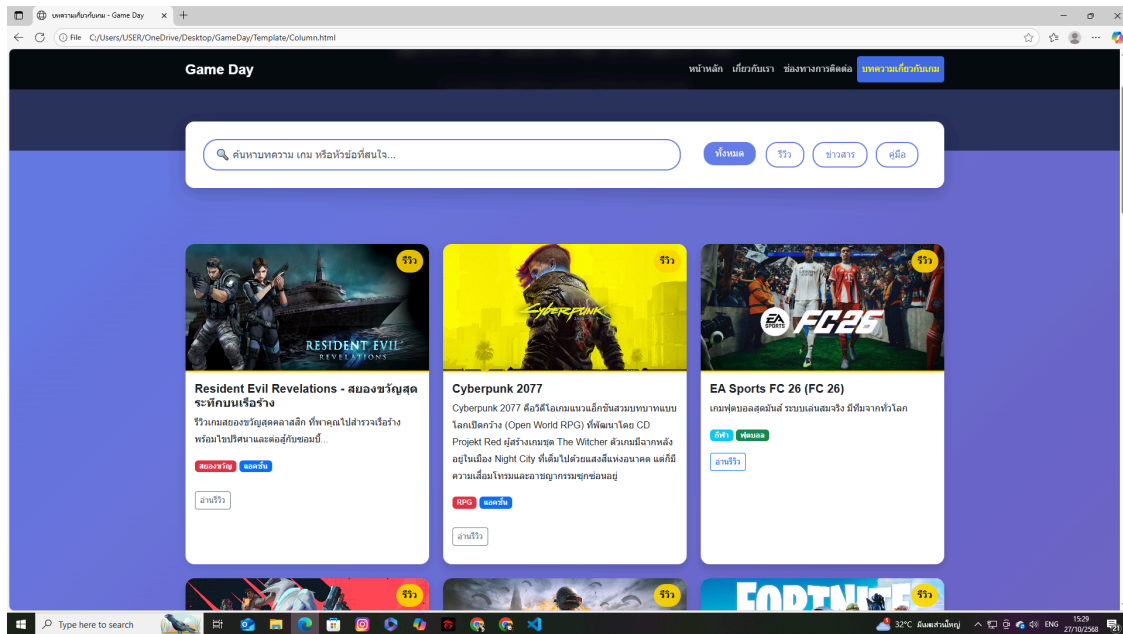 บทความเกี่ยวกับเกม - Game Day
File C:/Users/USER/OneDrive/Desktop/GameDay/Template/Column.html
Game Day
หน้าหลัก เกี่ยวกับเรา ช่องทางการติดต่อ บทความเกี่ยวกับเกม
ค้นหาบทความ เกม หรือหัวข้อที่สนใจ...
ทั้งหมด รีวิว ข่าวสาร คู่มือ
รีวิว
RESIDENT EVIL
REVELATIONS
Resident Evil Revelations - สยองขวัญสุด
ระทึกบนเรือร้าง
รีวิวเกมสยองขวัญสุดคลาสสิก ที่พาคุณไปสำรวจเรือร้าง
พร้อมไขปริศนาและต่อสู้กับซอมบี้...
สยองขวัญ แอคชั่น
อ่านรีวิว
รีวิว
Cyberpunk
Cyberpunk 2077
Cyberpunk 2077 คือวิดีโอเกมแนวแอ็กชันสวมบทบาทแบบ
โลกเปิดกว้าง (Open World RPG) ที่พัฒนาโดย CD
Projekt Red ผู้สร้างเกมชุด The Witcher ตัวเกมมีฉากหลัง
อยู่ในเมือง Night City ที่เต็มไปด้วยแสงสีแห่งอนาคต แต่ก็มี
ความเสื่อมโทรมและอาชญากรรมซุกซ่อนอยู่
RPG แอคชั่น
อ่านรีวิว
รีวิว
EA SPORTS FC 26
EA Sports FC 26 (FC 26)
เกมฟุตบอลสุดมันส์ ระบบเล่นสมจริง มีทีมจากทั่วโลก
กีฬา ฟุตบอล
อ่านรีวิว
รีวิว
รีวิว
FORTNITE
รีวิว
Type here to search
32°C มีแดดส่วนใหญ่
ENG
15:29
27/10/2568
21